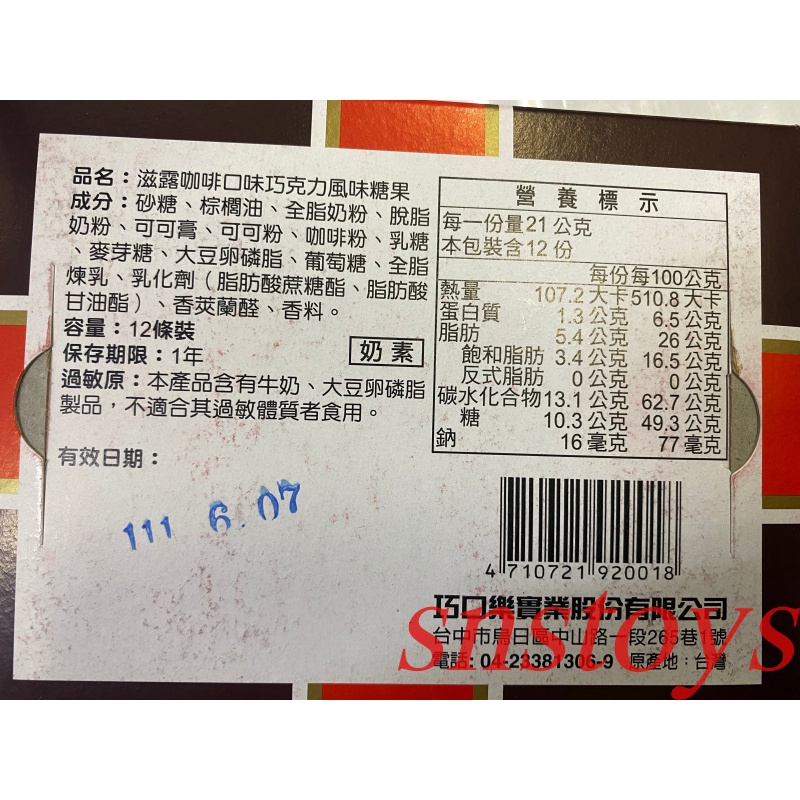 品名：滋露咖啡口味巧克力風味糖果
成分：砂糖、棕櫚油、全脂奶粉、脫脂
奶粉、可可膏、可可粉、咖啡粉、乳糖
、麥芽糖、大豆卵磷脂、葡萄糖、全脂
煉乳、乳化劑（脂肪酸蔗糖酯、脂肪酸
甘油酯）、香莢蘭醛、香料。
容量：12條裝
保存期限：1年
奶素
過敏原：本產品含有牛奶、大豆卵磷脂
製品，不適合其過敏體質者食用。
有效日期：
111 6.07
營養標示
每一份量21公克
本包裝含12份
每份 每100公克
熱量 107.2大卡 510.8大卡
蛋白質 1.3公克 6.5公克
脂肪 5.4公克 26公克
飽和脂肪 3.4公克 16.5公克
反式脂肪 0公克 0公克
碳水化合物 13.1公克 62.7公克
糖 10.3公克 49.3公克
鈉 16毫克 77毫克
4 710721 920018
巧口樂實業股份有限公司
台中市烏日區中山路一段265巷1號
電話: 04-23381306-9 原產地：台灣
snstoys